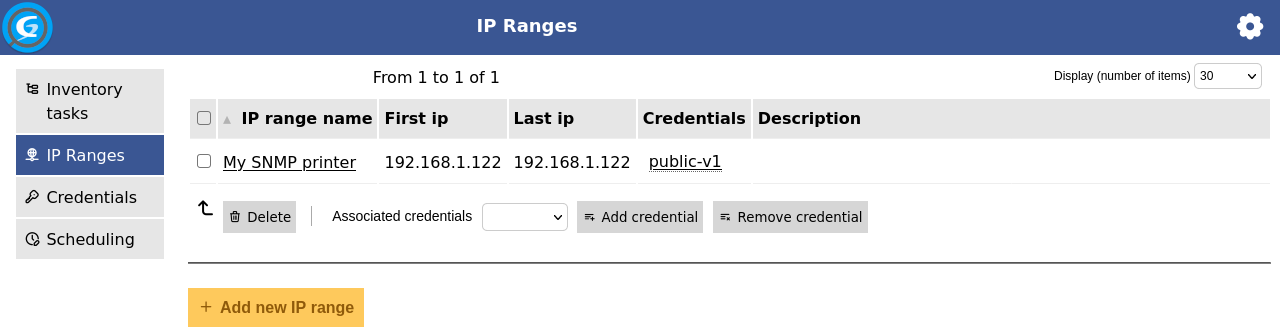 IP Ranges
Inventory tasks
IP Ranges
Credentials
Scheduling
From 1 to 1 of 1
Display (number of items) 30
IP range name First ip Last ip Credentials Description
My SNMP printer 192.168.1.122 192.168.1.122 public-v1
Delete Associated credentials Add credential Remove credential
+ Add new IP range